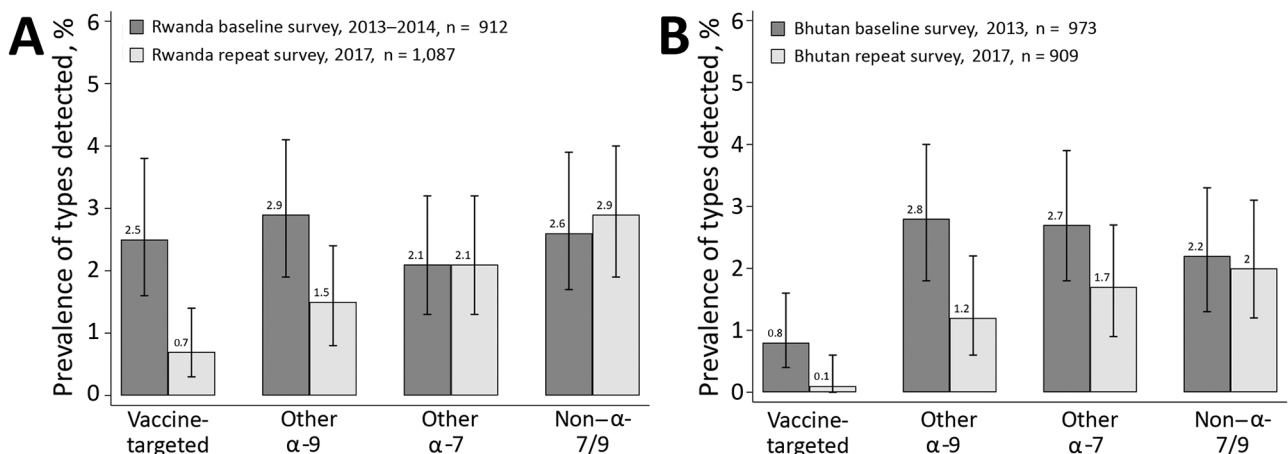 A
Prevalence of types detected, %
6
5
4
3
2
1
0
Rwanda baseline survey, 2013–2014, n = 912
Rwanda repeat survey, 2017, n = 1,087
2.5
0.7
2.9
1.5
2.1
2.1
2.6
2.9
Vaccine-
targeted
Other
α-9
Other
α-7
Non–α-
7/9
B
Prevalence of types detected, %
6
5
4
3
2
1
0
Bhutan baseline survey, 2013, n = 973
Bhutan repeat survey, 2017, n = 909
0.8
0.1
2.8
1.2
2.7
1.7
2.2
2
Vaccine-
targeted
Other
α-9
Other
α-7
Non–α-
7/9